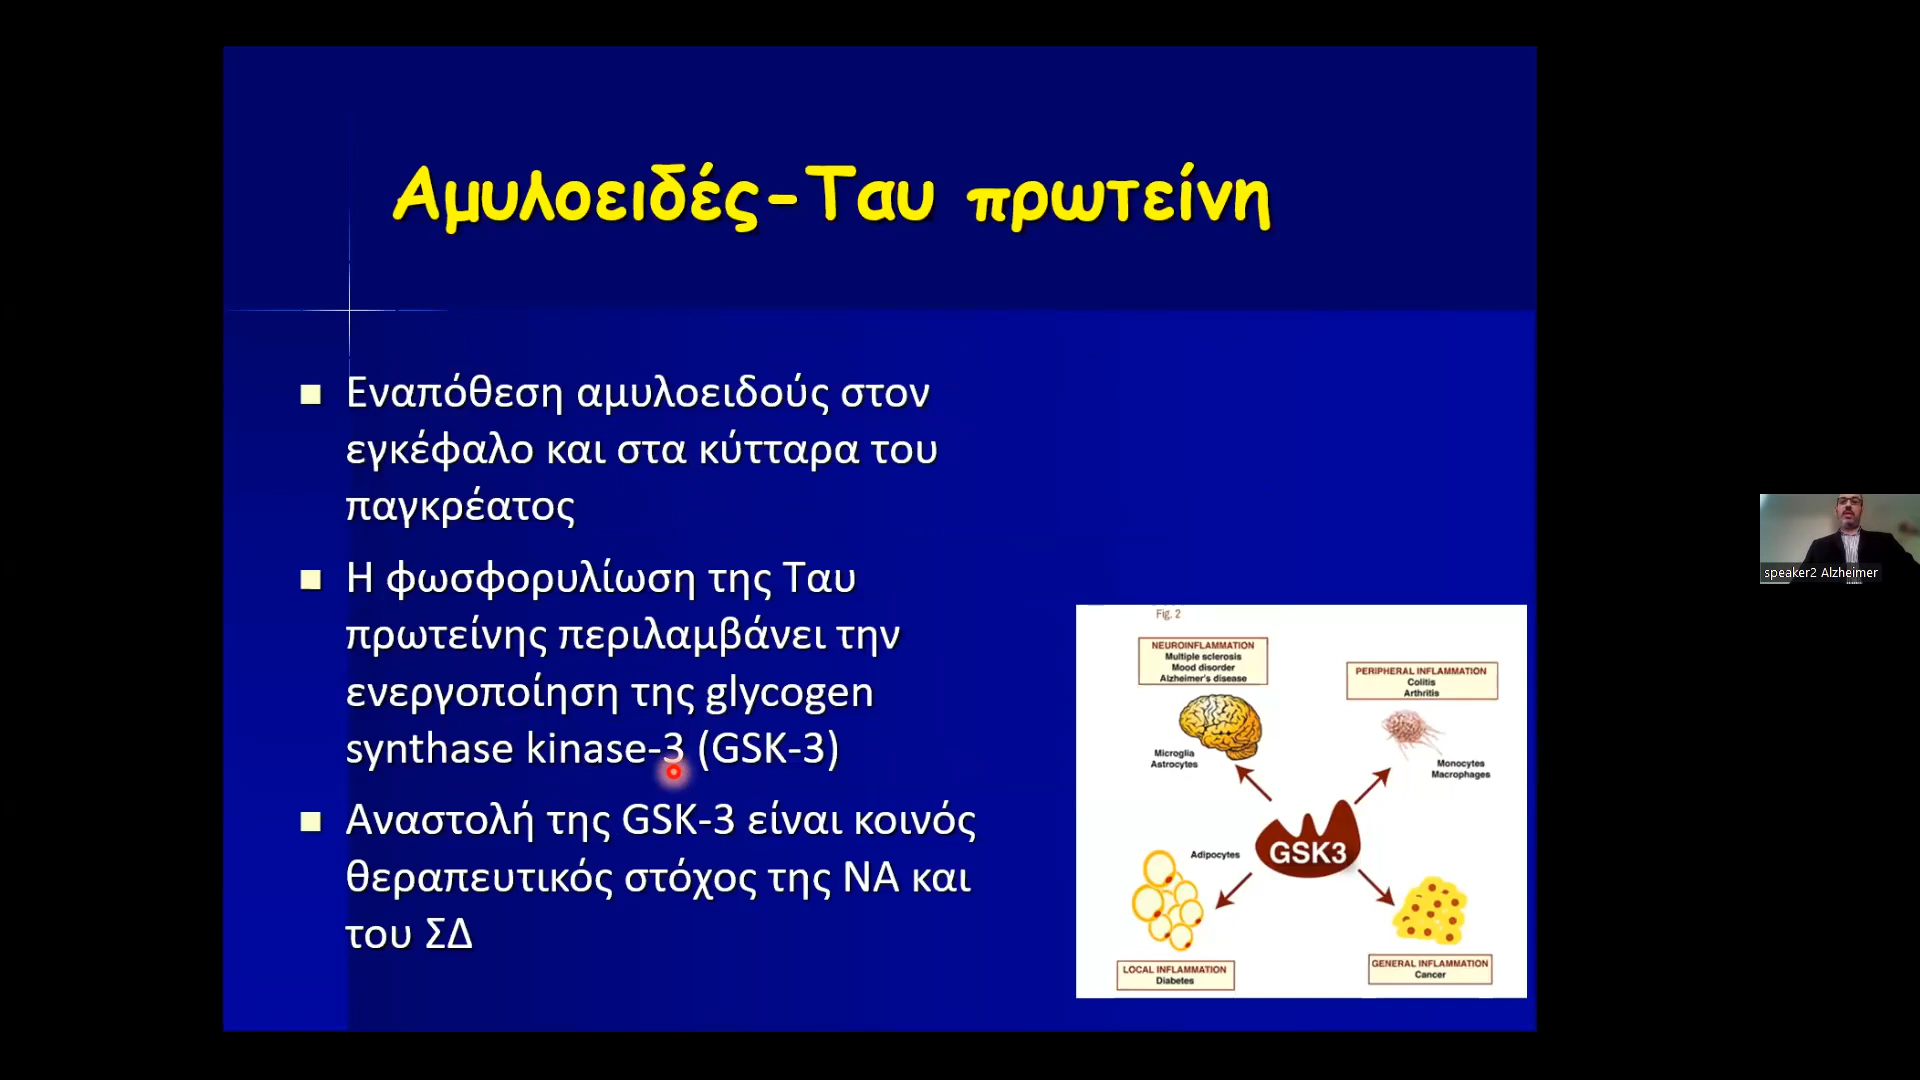 Αμυλοειδές-Ταυ πρωτείνη
Εναπόθεση αμυλοειδούς στον
εγκέφαλο και στα κύτταρα του
παγκρέατος
Η φωσφορυλίωση της Ταυ
πρωτείνης περιλαμβάνει την
ενεργοποίηση της glycogen
synthase kinase-3 (GSK-3)
Αναστολή της GSK-3 είναι κοινός
θεραπευτικός στόχος της ΝΑ και
του ΣΔ
Fig. 2
NEUROINFLAMMATION
Multiple sclerosis
Mood disorder
Alzheimer's disease
PERIPHERAL INFLAMMATION
Colitis
Arthritis
Microglia
Astrocytes
Monocytes
Macrophages
Adipocytes
GSK3
LOCAL INFLAMMATION
Diabetes
GENERAL INFLAMMATION
Cancer
speaker2 Alzheimer